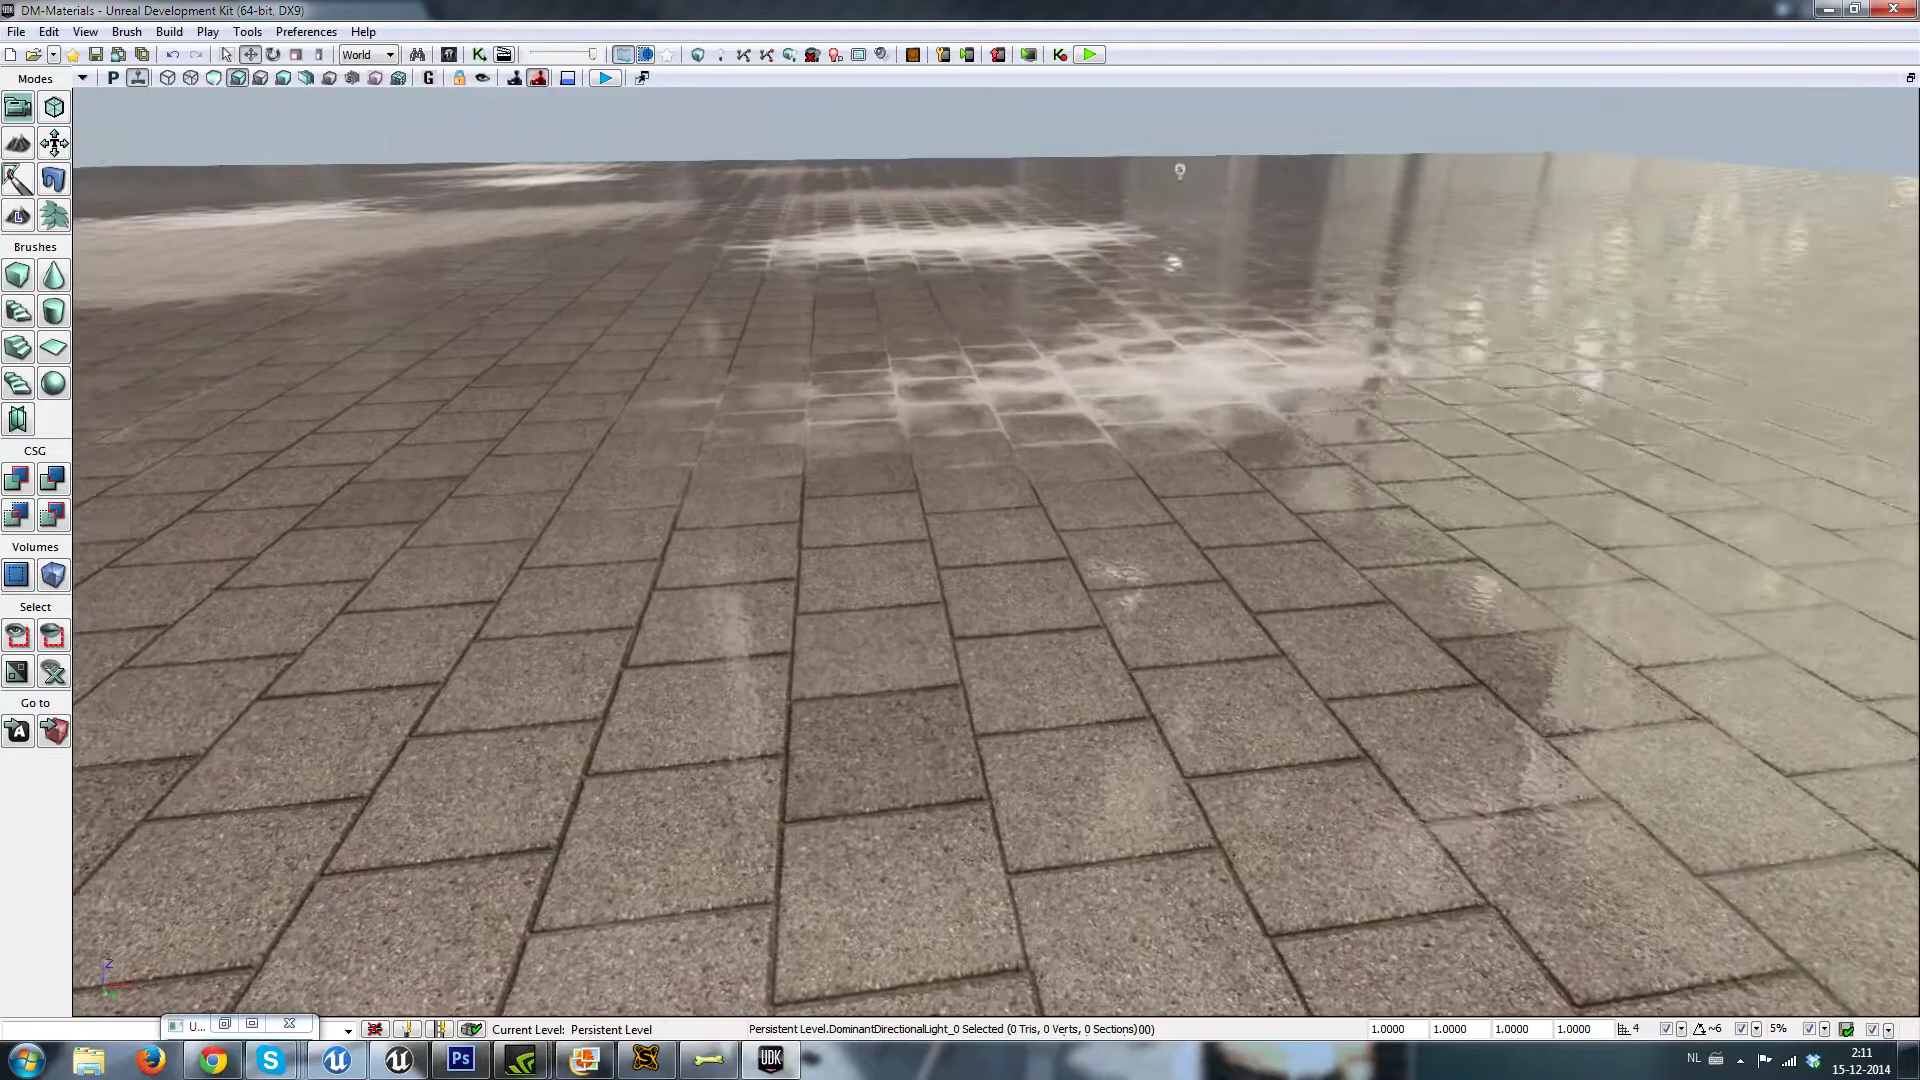 DM-Materials - Unreal Development Kit (64-bit, DX9)
File Edit View Brush Build Play Tools Preferences Help
World
Modes P G
L
Brushes
CSG
Volumes
Select
Go to
A
Z
U... Current Level: Persistent Level Persistent Level.DominantDirectionalLight_0 Selected (0 Tris, 0 Verts, 0 Sections)00) 1.0000 1.0000 1.0000 1.0000 4 ~6 5%
Ps UDK NL 2:11
15-12-2014